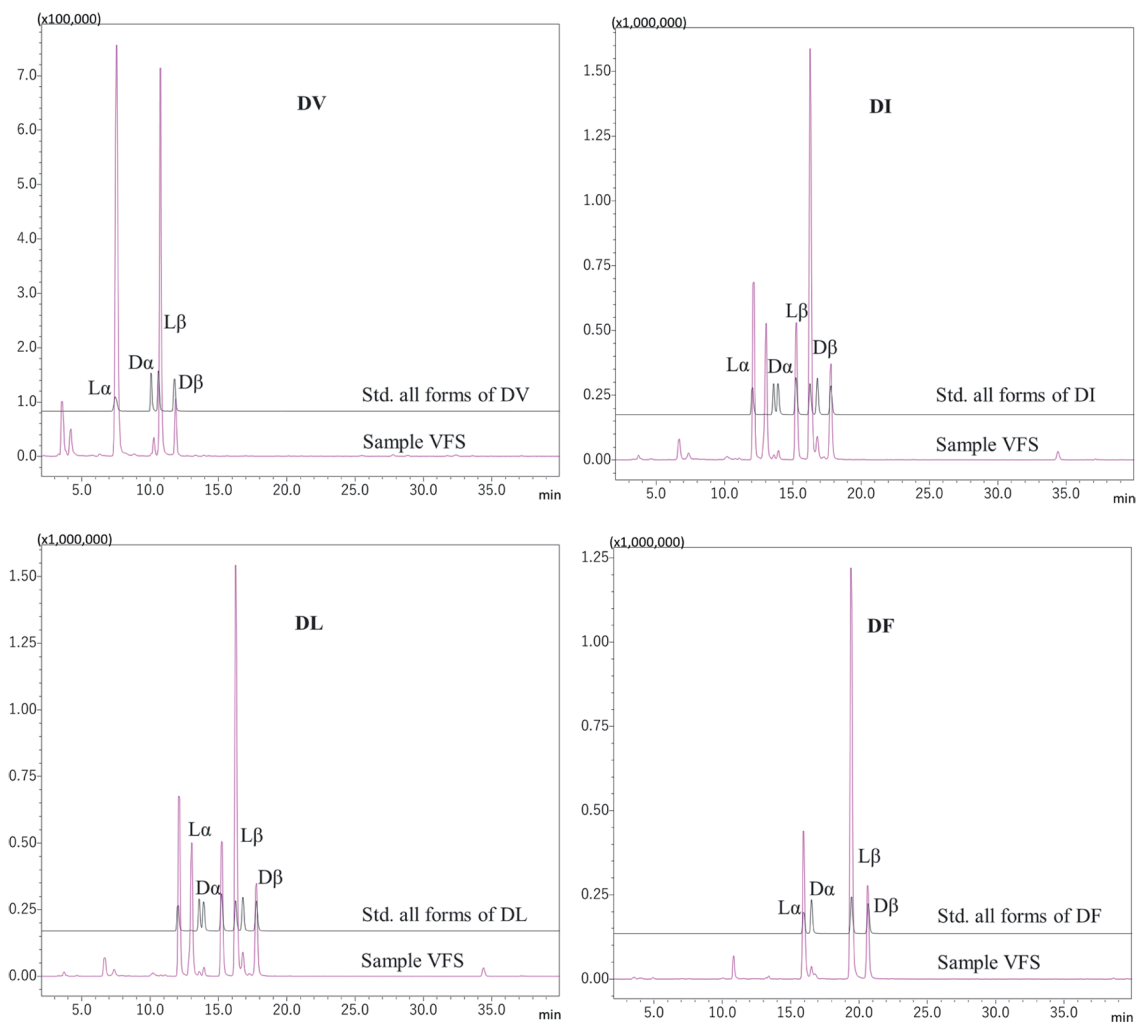 (x100,000)
DV
7.0
6.0
5.0
4.0
3.0
2.0
1.0
0.0
Lα
Dα
Lβ
Dβ
Std. all forms of DV
Sample VFS
5.0 10.0 15.0 20.0 25.0 30.0 35.0 min
(x1,000,000)
DI
1.50
1.25
1.00
0.75
0.50
0.25
0.00
Lα
Dα
Lβ
Dβ
Std. all forms of DI
Sample VFS
5.0 10.0 15.0 20.0 25.0 30.0 35.0 min
(x1,000,000)
DL
1.50
1.25
1.00
0.75
0.50
0.25
0.00
Lα
Dα
Lβ
Dβ
Std. all forms of DL
Sample VFS
5.0 10.0 15.0 20.0 25.0 30.0 35.0 min
(x1,000,000)
DF
1.25
1.00
0.75
0.50
0.25
0.00
Lα
Dα
Lβ
Dβ
Std. all forms of DF
Sample VFS
5.0 10.0 15.0 20.0 25.0 30.0 35.0 min